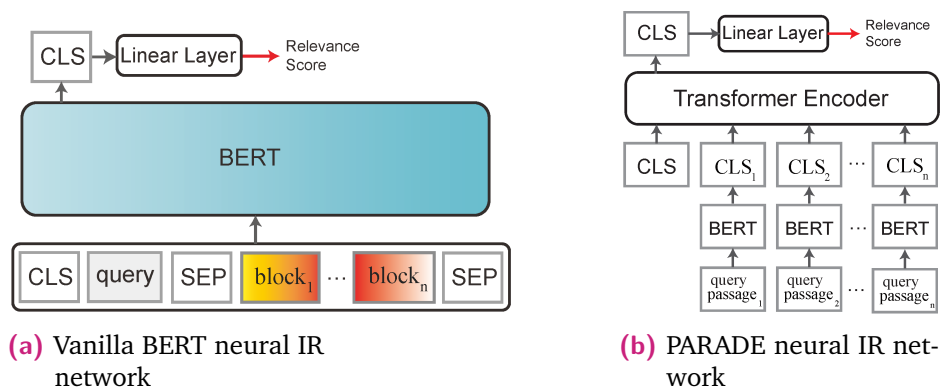 CLS
Linear Layer
Relevance
Score
BERT
CLS
query
SEP
block1
...
blockn
SEP
(a) Vanilla BERT neural IR
network
CLS
Linear Layer
Relevance
Score
Transformer Encoder
CLS
CLS1
CLS2
...
CLSn
BERT
BERT
...
BERT
query
passage1
query
passage2
...
query
passagen
(b) PARADE neural IR net-
work